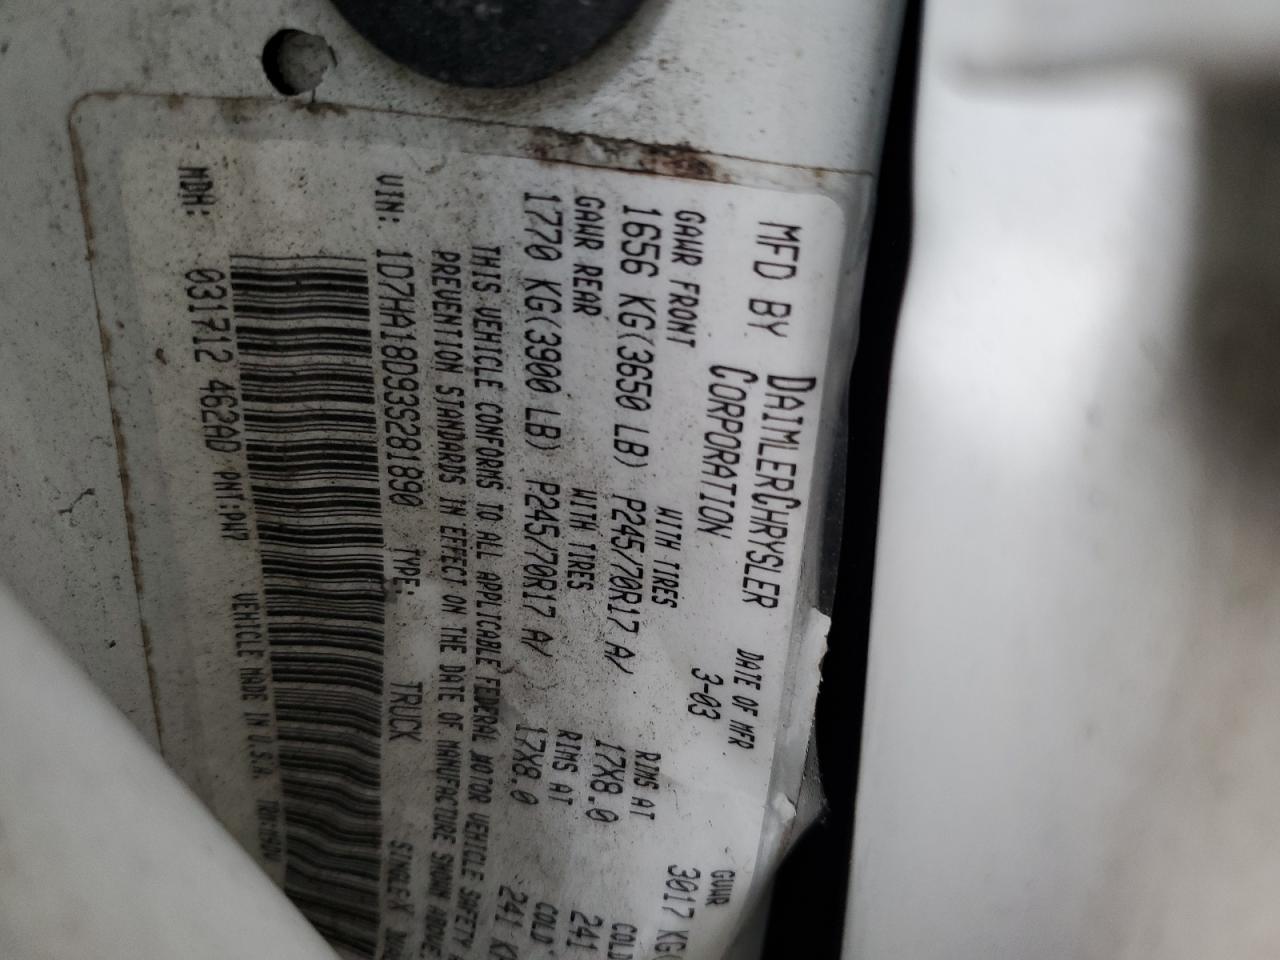 MFD BY DAIMLERCHRYSLER CORPORATION
DATE OF MFR 3-03
GVWR 3017 KG(
GAWR FRONT WITH TIRES RIMS AT COLD
1656 KG(3650 LB) P245/70R17 A/ 17X8.0 241
GAWR REAR WITH TIRES RIMS AT COLD
1770 KG(3900 LB) P245/70R17 A/ 17X8.0 241 KP
THIS VEHICLE CONFORMS TO ALL APPLICABLE FEDERAL MOTOR VEHICLE SAFETY
PREVENTION STANDARDS IN EFFECT ON THE DATE OF MANUFACTURE SHOWN ABOVE.
VIN: 1D7HA18D93S281890 TYPE: TRUCK SINGLE-X
MDH: 031712 462AD PNT:PW7 VEHICLE MADE IN U.S.A.